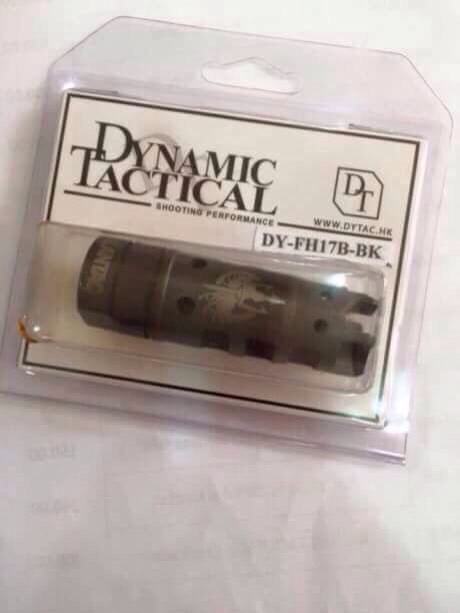 DYNAMIC
TACTICAL
SHOOTING PERFORMANCE
DT
WWW.DYTAC.HK
DY-FH17B-BK